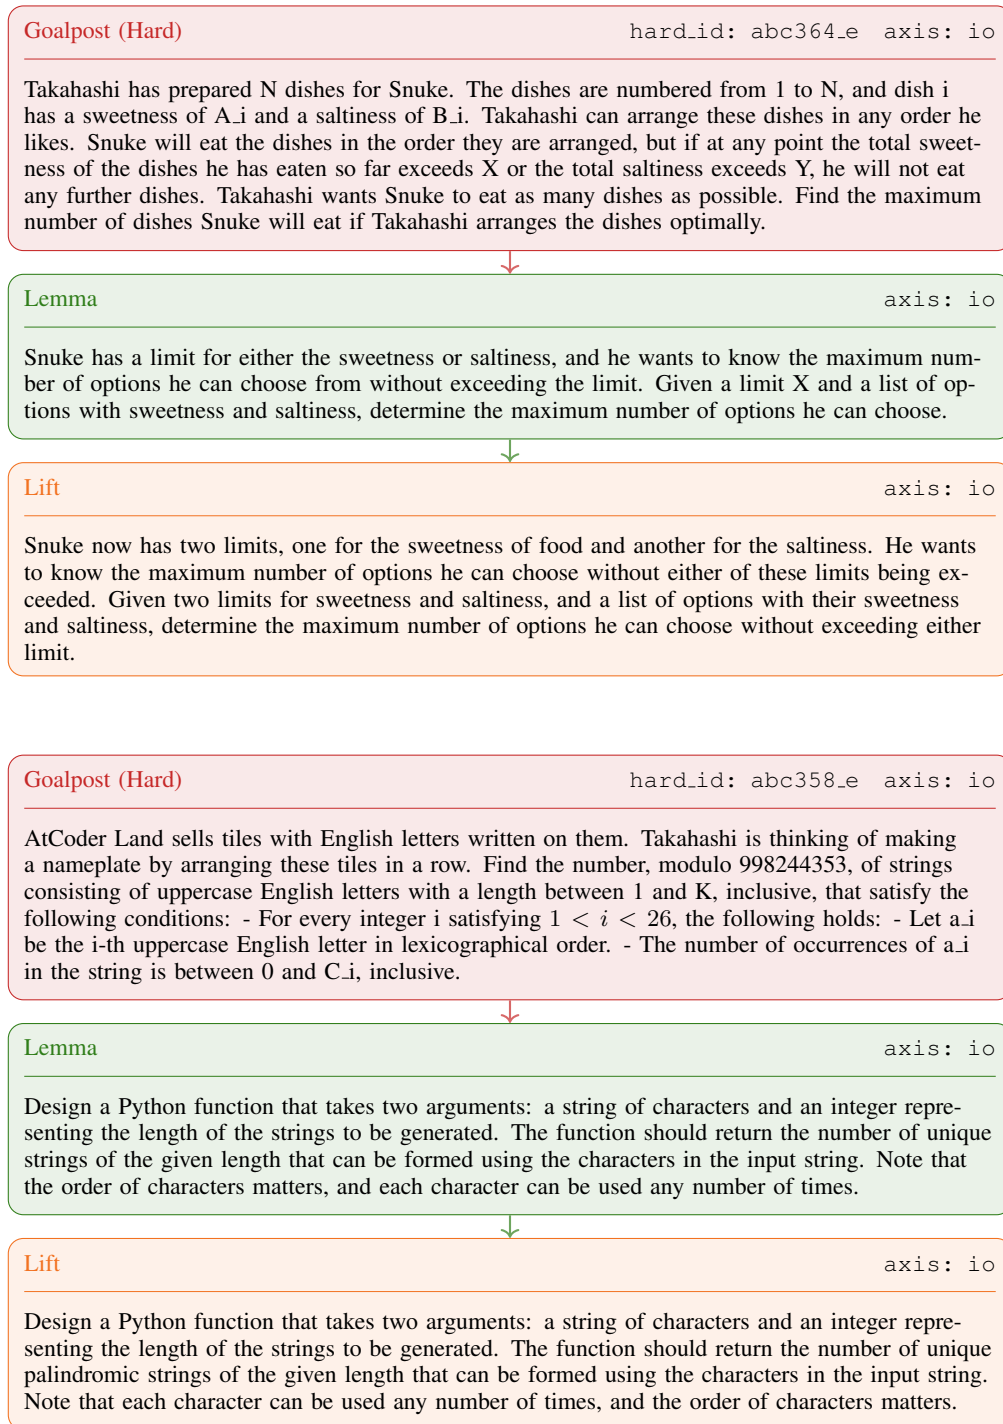 Goalpost (Hard) hard_id: abc364_e axis: io
Takahashi has prepared N dishes for Snuke. The dishes are numbered from 1 to N, and dish i
has a sweetness of A_i and a saltiness of B_i. Takahashi can arrange these dishes in any order he
likes. Snuke will eat the dishes in the order they are arranged, but if at any point the total sweet-
ness of the dishes he has eaten so far exceeds X or the total saltiness exceeds Y, he will not eat
any further dishes. Takahashi wants Snuke to eat as many dishes as possible. Find the maximum
number of dishes Snuke will eat if Takahashi arranges the dishes optimally.
Lemma axis: io
Snuke has a limit for either the sweetness or saltiness, and he wants to know the maximum num-
ber of options he can choose from without exceeding the limit. Given a limit X and a list of op-
tions with sweetness and saltiness, determine the maximum number of options he can choose.
Lift axis: io
Snuke now has two limits, one for the sweetness of food and another for the saltiness. He wants
to know the maximum number of options he can choose without either of these limits being ex-
ceeded. Given two limits for sweetness and saltiness, and a list of options with their sweetness
and saltiness, determine the maximum number of options he can choose without exceeding either
limit.
Goalpost (Hard) hard_id: abc358_e axis: io
AtCoder Land sells tiles with English letters written on them. Takahashi is thinking of making
a nameplate by arranging these tiles in a row. Find the number, modulo 998244353, of strings
consisting of uppercase English letters with a length between 1 and K, inclusive, that satisfy the
following conditions: - For every integer i satisfying 1 < i < 26, the following holds: - Let a_i
be the i-th uppercase English letter in lexicographical order. - The number of occurrences of a_i
in the string is between 0 and C_i, inclusive.
Lemma axis: io
Design a Python function that takes two arguments: a string of characters and an integer repre-
senting the length of the strings to be generated. The function should return the number of unique
strings of the given length that can be formed using the characters in the input string. Note that
the order of characters matters, and each character can be used any number of times.
Lift axis: io
Design a Python function that takes two arguments: a string of characters and an integer repre-
senting the length of the strings to be generated. The function should return the number of unique
palindromic strings of the given length that can be formed using the characters in the input string.
Note that each character can be used any number of times, and the order of characters matters.